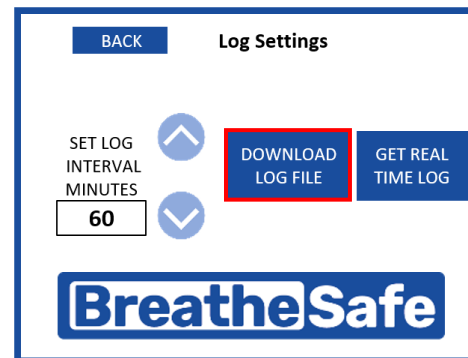 BACK
Log Settings
SET LOG
INTERVAL
MINUTES
60
DOWNLOAD
LOG FILE
GET REAL
TIME LOG
BreatheSafe